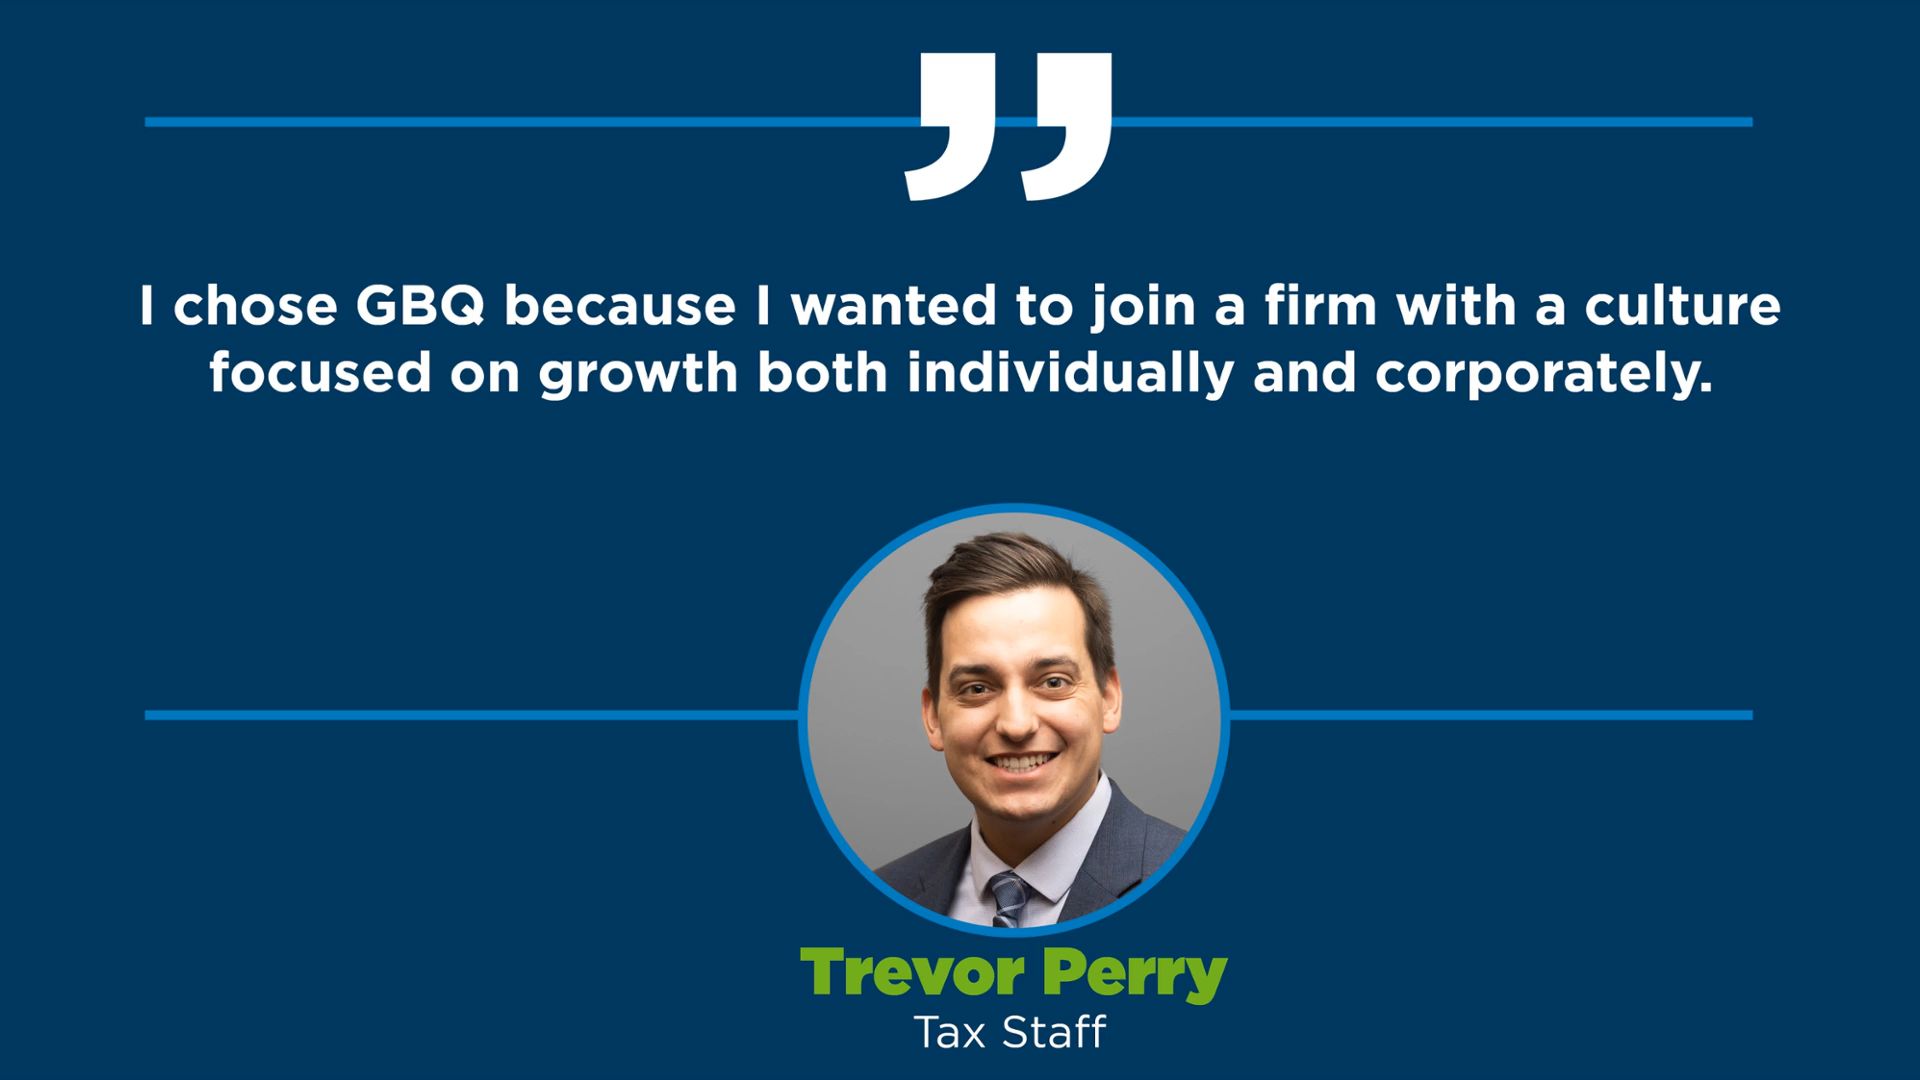 ”
I chose GBQ because I wanted to join a firm with a culture
focused on growth both individually and corporately.
Trevor Perry
Tax Staff